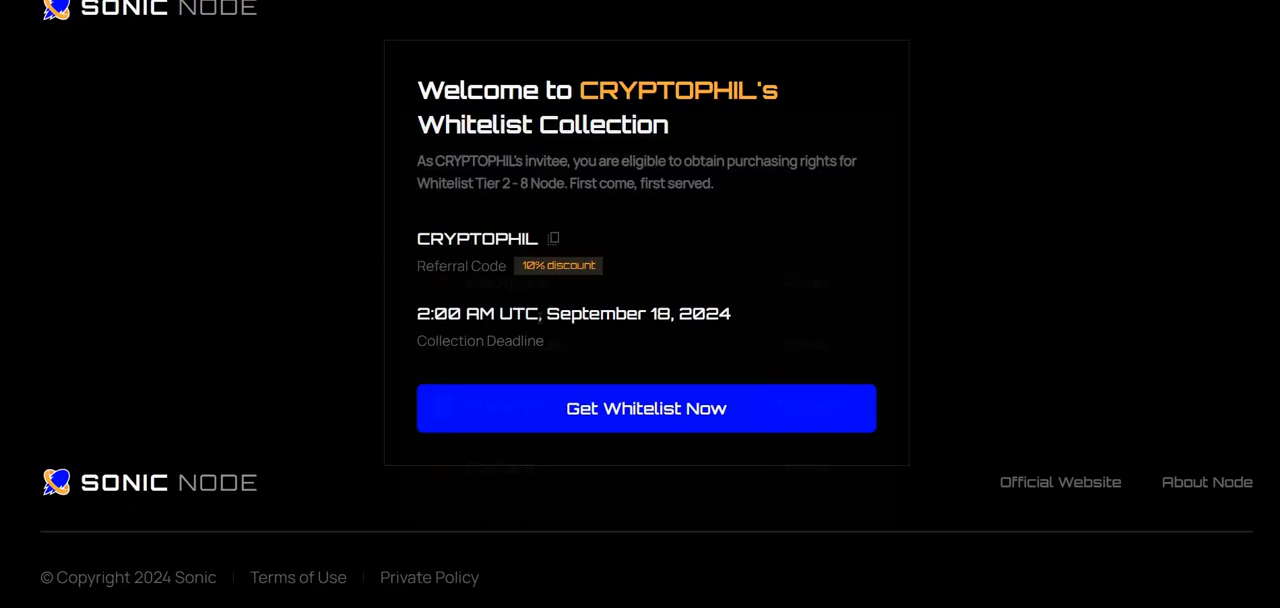 SONIC NODE
Welcome to CRYPTOPHIL's
Whitelist Collection
As CRYPTOPHIL's invitee, you are eligible to obtain purchasing rights for
Whitelist Tier 2 - 8 Node. First come, first served.
CRYPTOPHIL
Referral Code 10% discount
2:00 AM UTC, September 18, 2024
Collection Deadline
Get Whitelist Now
SONIC NODE Official Website About Node
© Copyright 2024 Sonic Terms of Use Private Policy